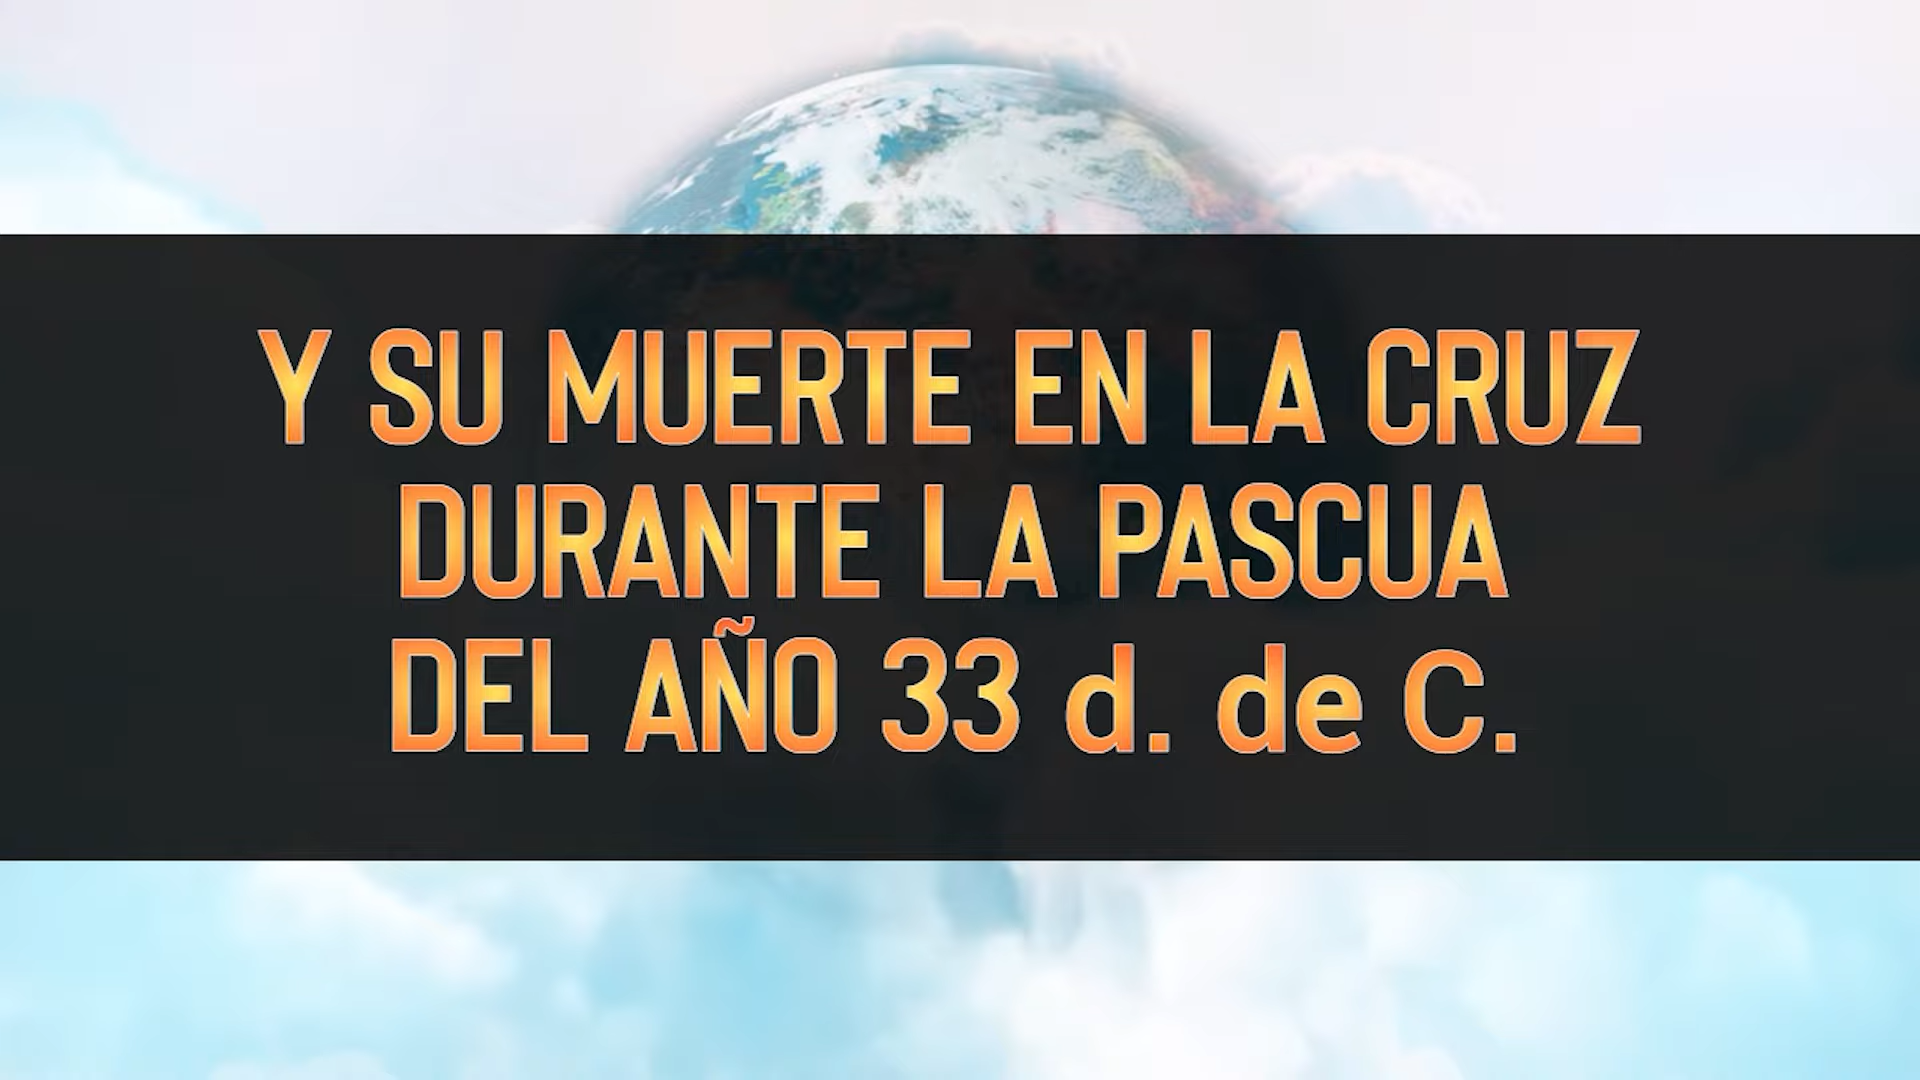 Y SU MUERTE EN LA CRUZ
DURANTE LA PASCUA
DEL AÑO 33 d. de C.